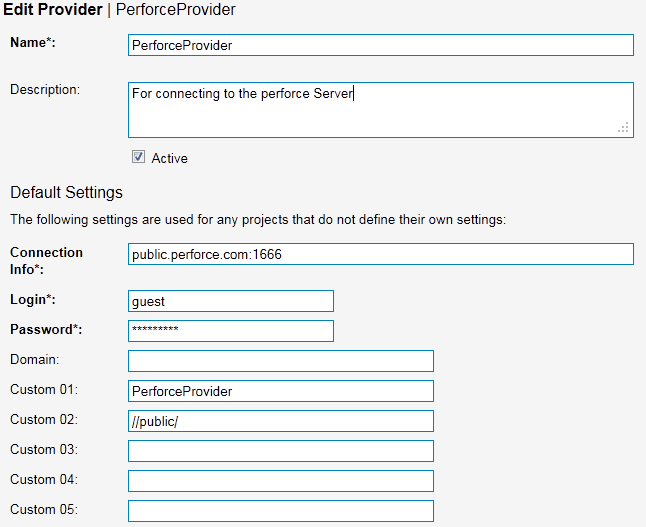 Edit Provider | PerforceProvider
Name*: PerforceProvider
Description: For connecting to the perforce Server
Active
Default Settings
The following settings are used for any projects that do not define their own settings:
Connection Info*: public.perforce.com:1666
Login*: guest
Password*: *********
Domain:
Custom 01: PerforceProvider
Custom 02: //public/
Custom 03:
Custom 04:
Custom 05: